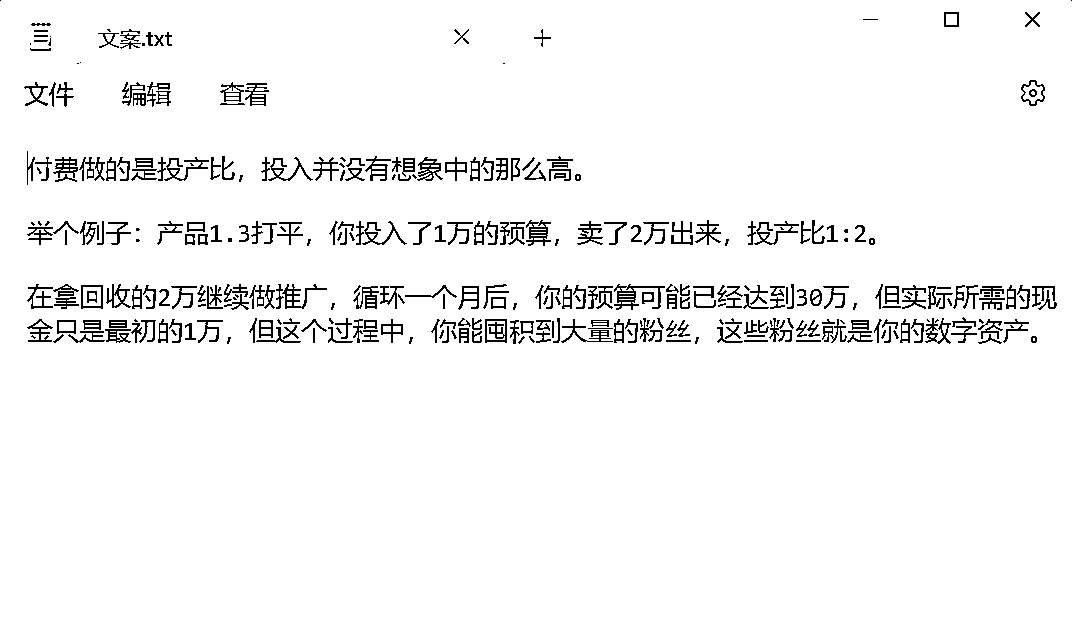 文案.txt
文件 编辑 查看
付费做的是投产比，投入并没有想象中的那么高。
举个例子：产品1.3打平，你投入了1万的预算，卖了2万出来，投产比1:2。
在拿回收的2万继续做推广，循环一个月后，你的预算可能已经达到30万，但实际所需的现
金只是最初的1万，但这个过程中，你能囤积到大量的粉丝，这些粉丝就是你的数字资产。